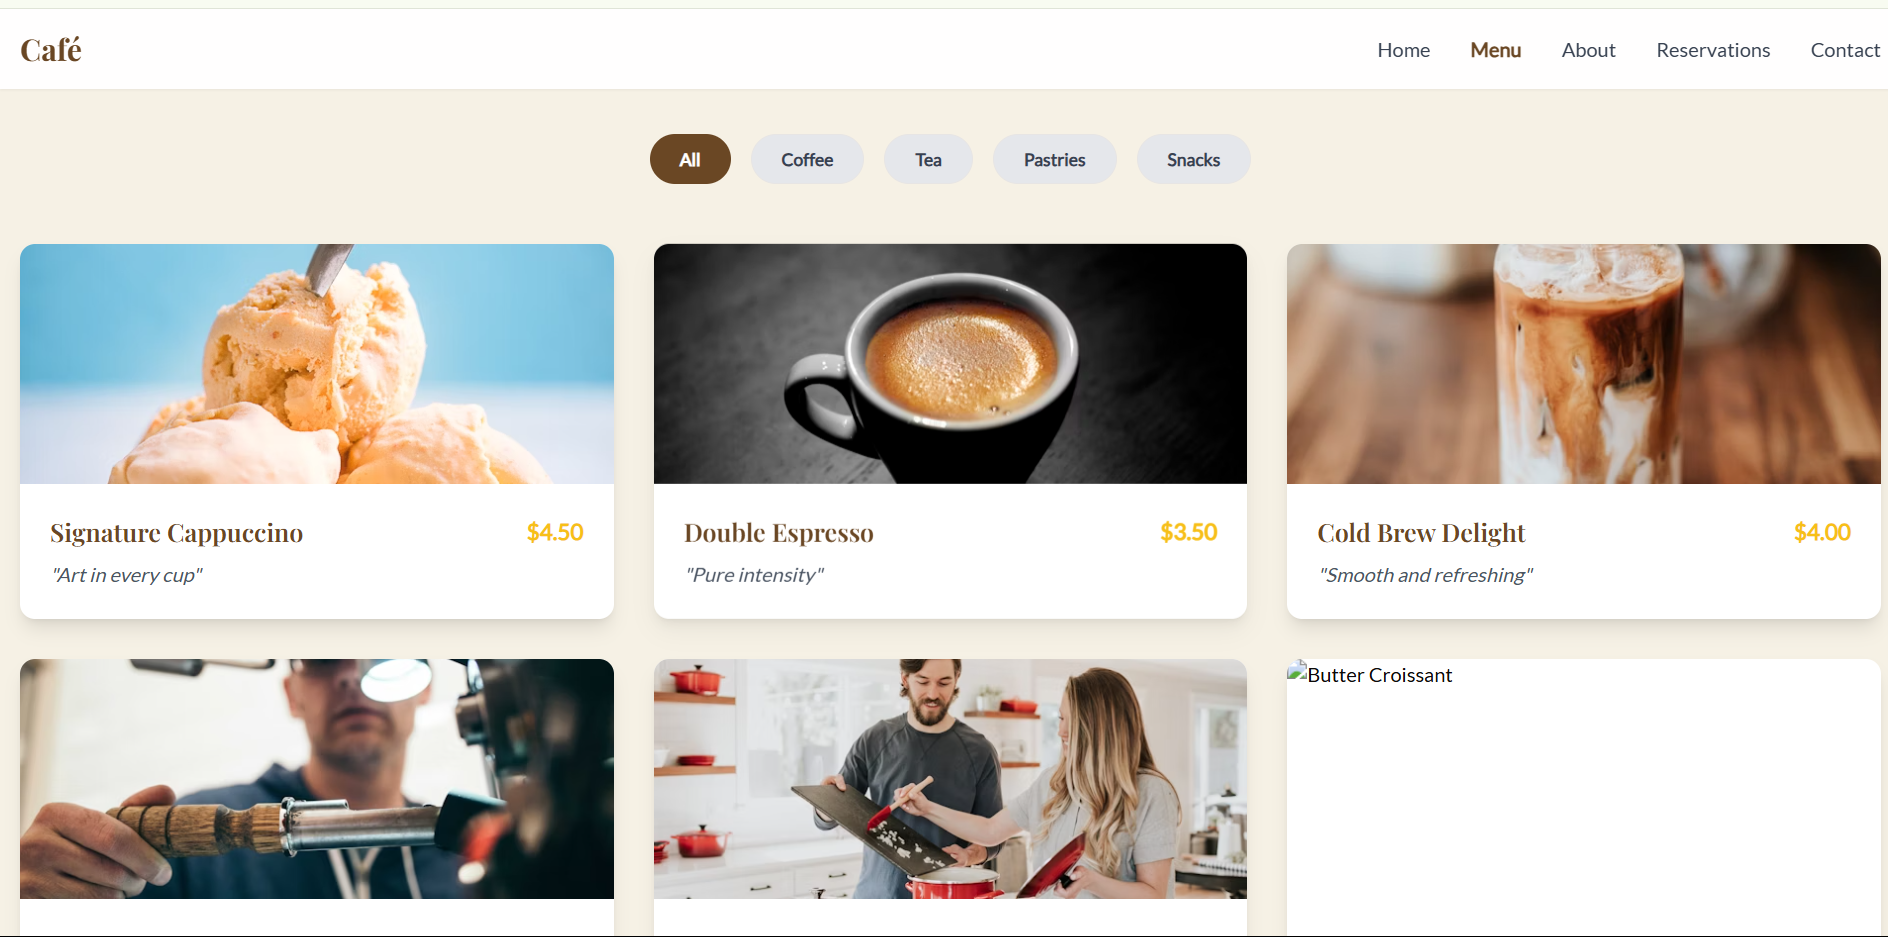 Café
Home Menu About Reservations Contact
All Coffee Tea Pastries Snacks
Signature Cappuccino $4.50
"Art in every cup"
Double Espresso $3.50
"Pure intensity"
Cold Brew Delight $4.00
"Smooth and refreshing"
Butter Croissant